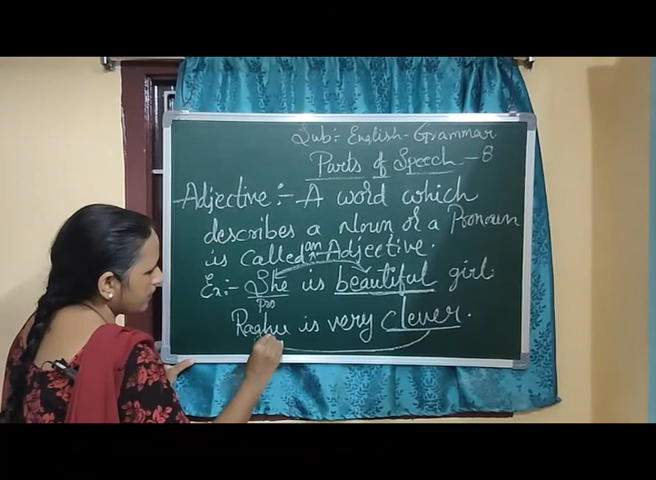 Sub:- English-Grammar
Parts of Speech - 8
Adjective :- A word which
describes a Noun or a Pronoun
is called an Adjective.
Ex:- She is beautiful girl.
Pro
Raghu is very clever.